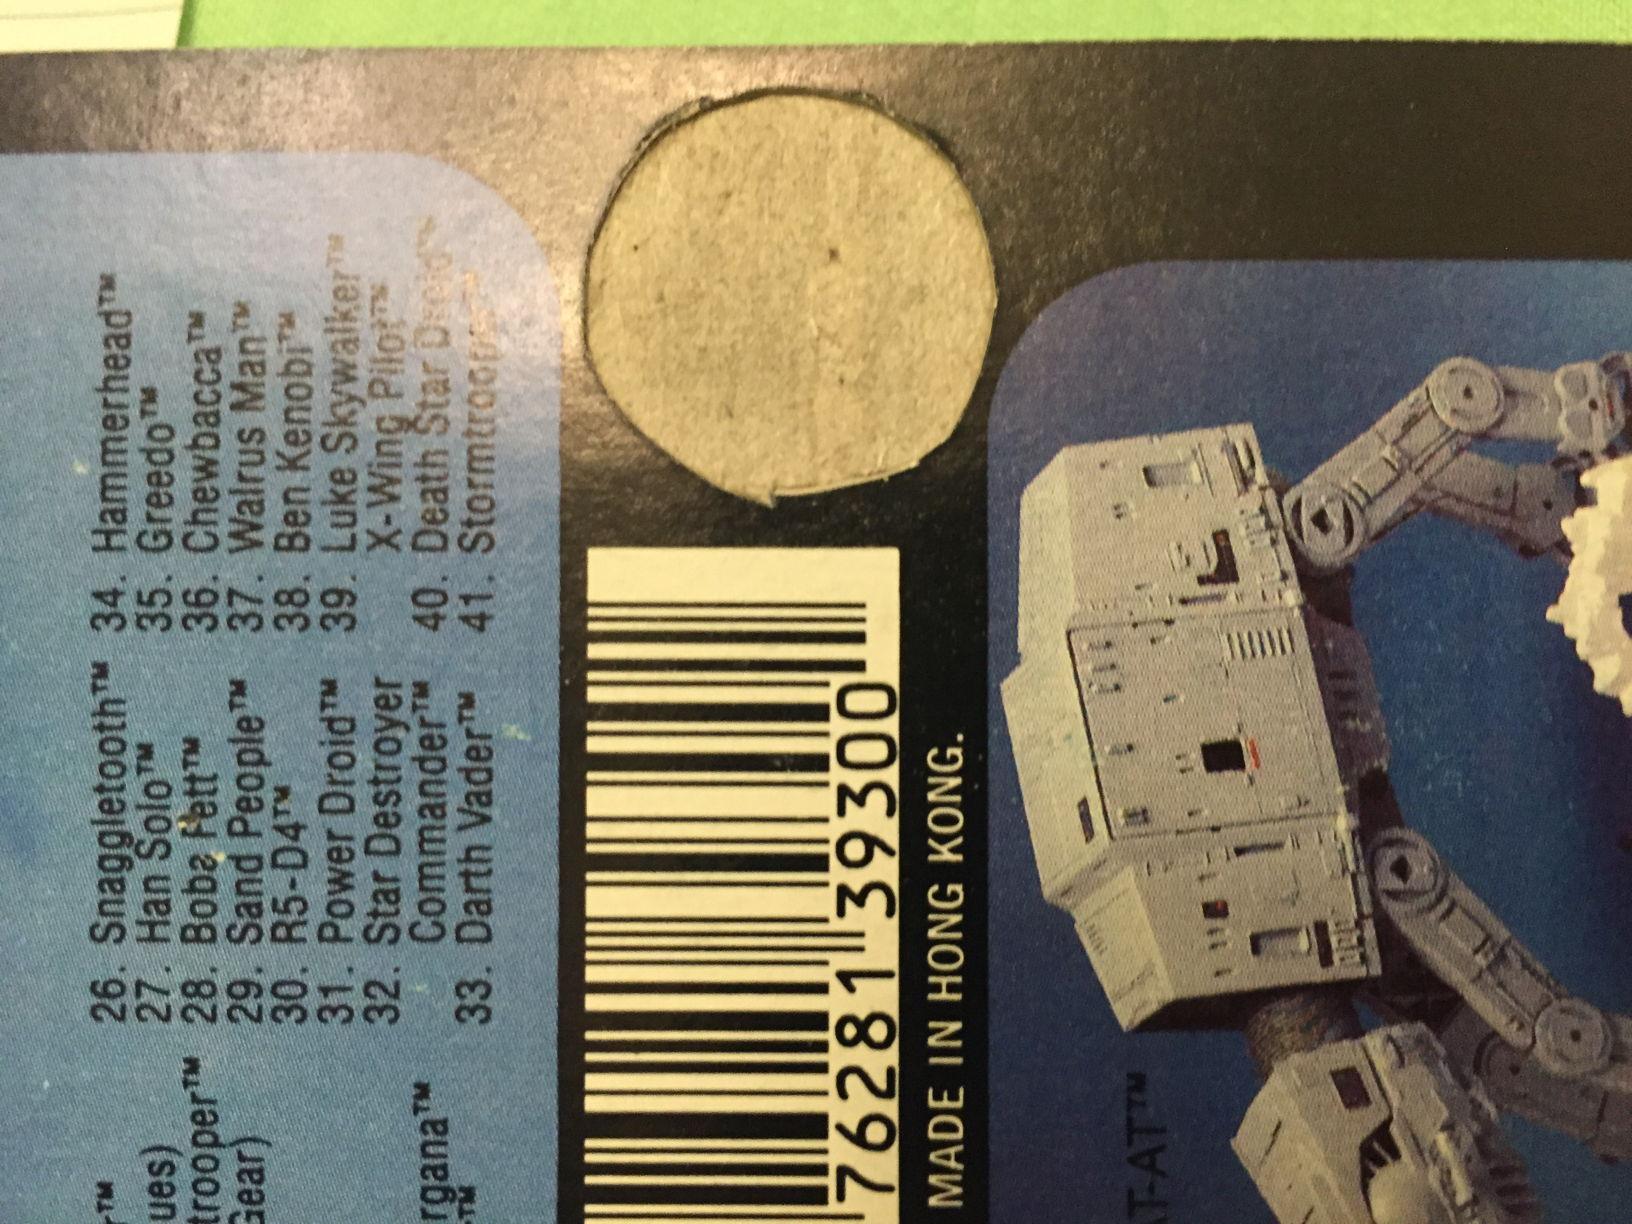 r™
ues)
trooper™
Gear)
rgana™
™
26. Snaggletooth™
27. Han Solo™
28. Boba Fett™
29. Sand People™
30. R5-D4™
31. Power Droid™
32. Star Destroyer
Commander™
33. Darth Vader™
34. Hammerhead™
35. Greedo™
36. Chewbacca™
37. Walrus Man™
38. Ben Kenobi™
39. Luke Skywalker™
X-Wing Pilot™
40. Death Star Droid™
41. Stormtrooper™
76281 39300
MADE IN HONG KONG.
T-AT™